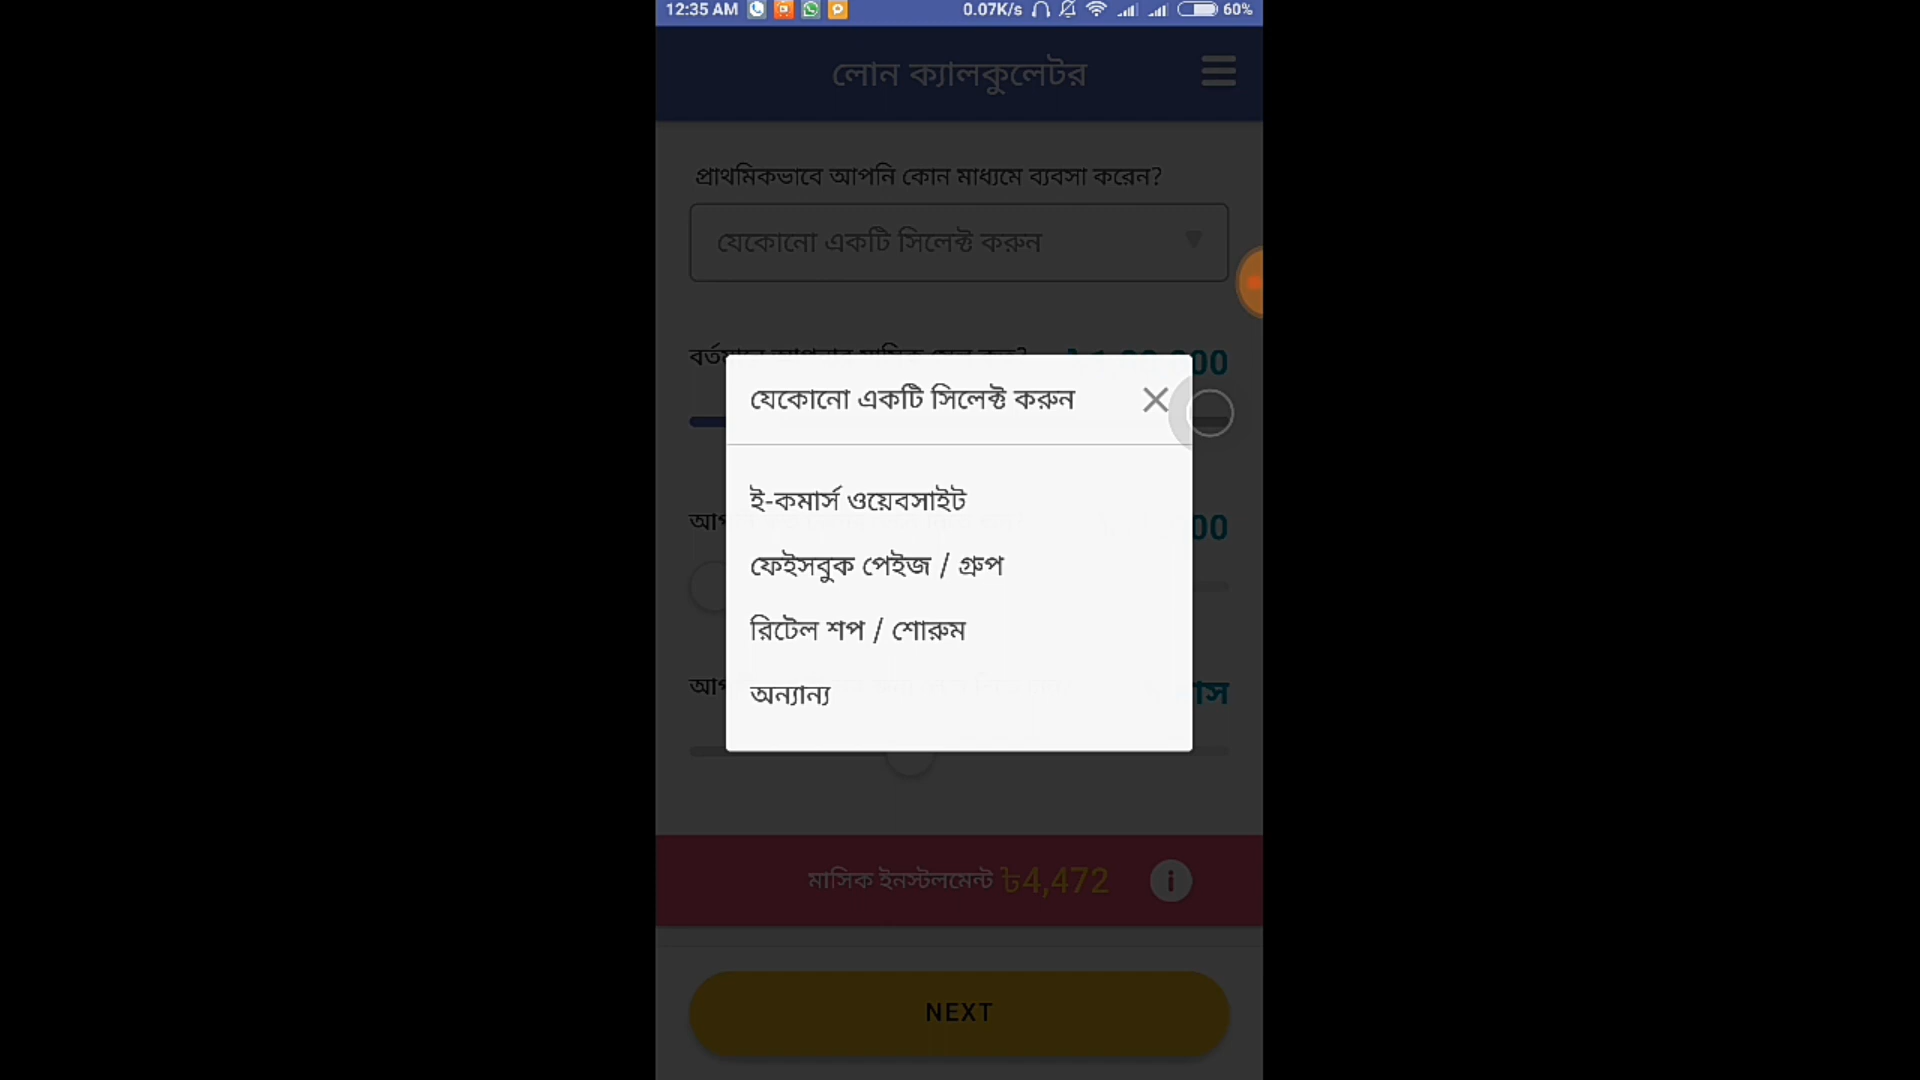 12:35 AM 0.07K/s 60%
লোন ক্যালকুলেটর
প্রাথমিকভাবে আপনি কোন মাধ্যমে ব্যবসা করেন?
যেকোনো একটি সিলেক্ট করুন
যেকোনো একটি সিলেক্ট করুন
ই-কমার্স ওয়েবসাইট
ফেইসবুক পেইজ / গ্রুপ
রিটেল শপ / শোরুম
অন্যান্য
মাসিক ইনস্টলমেন্ট ৳4,472
NEXT